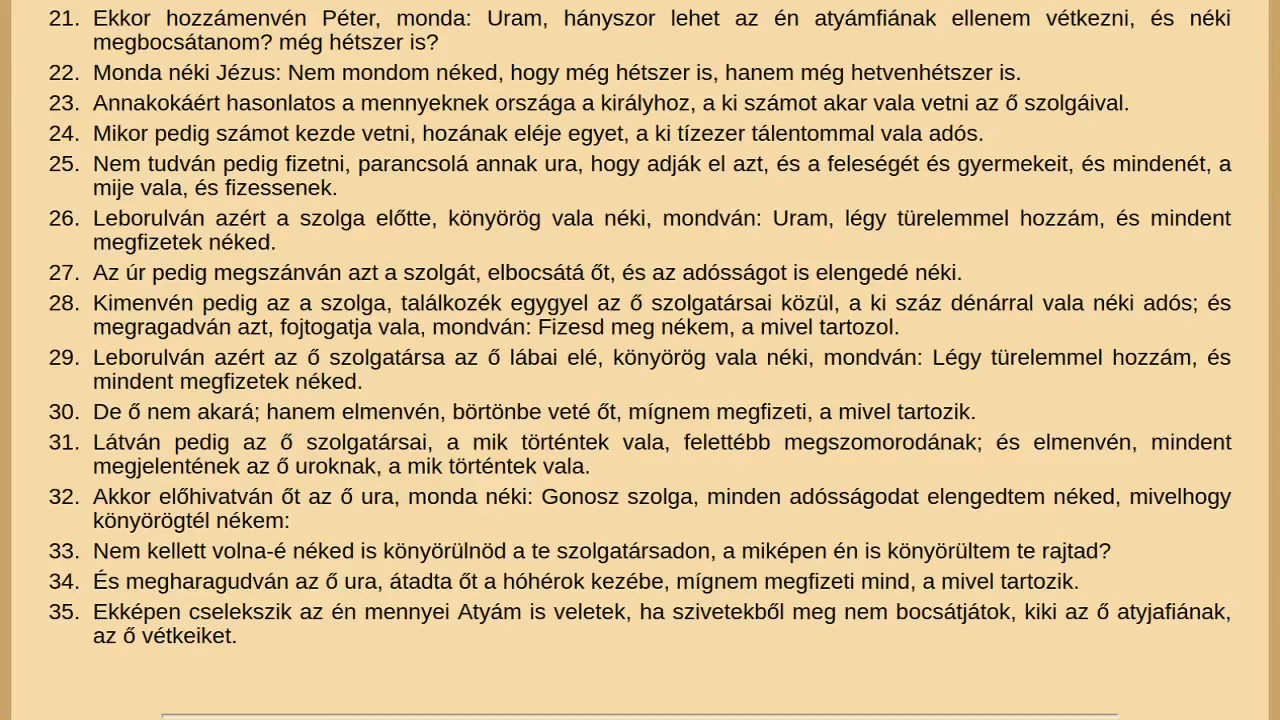 21. Ekkor hozzámenvén Péter, monda: Uram, hányszor lehet az én atyámfiának ellenem vétkezni, és néki
megbocsátanom? még hétszer is?
22. Monda néki Jézus: Nem mondom néked, hogy még hétszer is, hanem még hetvenhétszer is.
23. Annakokáért hasonlatos a mennyeknek országa a királyhoz, a ki számot akar vala vetni az ő szolgáival.
24. Mikor pedig számot kezde vetni, hozának eléje egyet, a ki tízezer tálentommal vala adós.
25. Nem tudván pedig fizetni, parancsolá annak ura, hogy adják el azt, és a feleségét és gyermekeit, és mindenét, a
mije vala, és fizessenek.
26. Leborulván azért a szolga előtte, könyörög vala néki, mondván: Uram, légy türelemmel hozzám, és mindent
megfizetek néked.
27. Az úr pedig megszánván azt a szolgát, elbocsátá őt, és az adósságot is elengedé néki.
28. Kimenvén pedig az a szolga, találkozék egygyel az ő szolgatársai közül, a ki száz dénárral vala néki adós; és
megragadván azt, fojtogatja vala, mondván: Fizesd meg nékem, a mivel tartozol.
29. Leborulván azért az ő szolgatársa az ő lábai elé, könyörög vala néki, mondván: Légy türelemmel hozzám, és
mindent megfizetek néked.
30. De ő nem akará; hanem elmenvén, börtönbe veté őt, mígnem megfizeti, a mivel tartozik.
31. Látván pedig az ő szolgatársai, a mik történtek vala, felettébb megszomorodának; és elmenvén, mindent
megjelentének az ő uroknak, a mik történtek vala.
32. Akkor előhivatván őt az ő ura, monda néki: Gonosz szolga, minden adósságodat elengedtem néked, mivelhogy
könyörögtél nékem:
33. Nem kellett volna-é néked is könyörülnöd a te szolgatársadon, a miképen én is könyörültem te rajtad?
34. És megharagudván az ő ura, átadta őt a hóhérok kezébe, mígnem megfizeti mind, a mivel tartozik.
35. Ekképen cselekszik az én mennyei Atyám is veletek, ha szivetekből meg nem bocsátjátok, kiki az ő atyjafiának,
az ő vétkeiket.